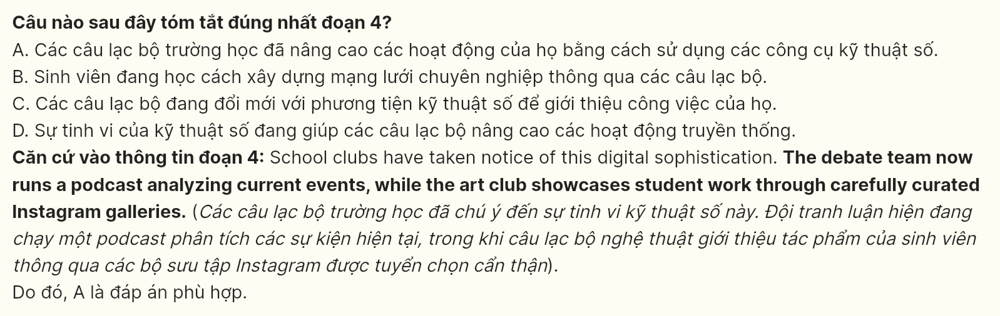 Câu nào sau đây tóm tắt đúng nhất đoạn 4?
A. Các câu lạc bộ trường học đã nâng cao các hoạt động của họ bằng cách sử dụng các công cụ kỹ thuật số.
B. Sinh viên đang học cách xây dựng mạng lưới chuyên nghiệp thông qua các câu lạc bộ.
C. Các câu lạc bộ đang đổi mới với phương tiện kỹ thuật số để giới thiệu công việc của họ.
D. Sự tinh vi của kỹ thuật số đang giúp các câu lạc bộ nâng cao các hoạt động truyền thống.
Căn cứ vào thông tin đoạn 4: School clubs have taken notice of this digital sophistication. The debate team now
runs a podcast analyzing current events, while the art club showcases student work through carefully curated
Instagram galleries. (Các câu lạc bộ trường học đã chú ý đến sự tinh vi kỹ thuật số này. Đội tranh luận hiện đang
chạy một podcast phân tích các sự kiện hiện tại, trong khi câu lạc bộ nghệ thuật giới thiệu tác phẩm của sinh viên
thông qua các bộ sưu tập Instagram được tuyển chọn cẩn thận).
Do đó, A là đáp án phù hợp.